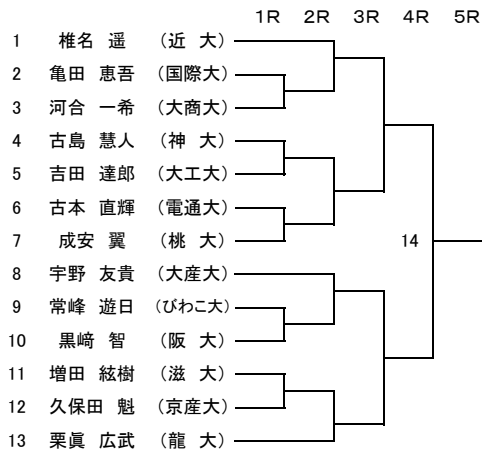 1R 2R 3R 4R 5R
1 椎名 遥 (近 大)
2 亀田 恵吾 (国際大)
3 河合 一希 (大商大)
4 古島 慧人 (神 大)
5 吉田 達郎 (大工大)
6 古本 直輝 (電通大)
7 成安 翼 (桃 大) 14
8 宇野 友貴 (大産大)
9 常峰 遊日 (びわこ大)
10 黒﨑 智 (阪 大)
11 増田 絃樹 (滋 大)
12 久保田 魁 (京産大)
13 栗眞 広武 (龍 大)